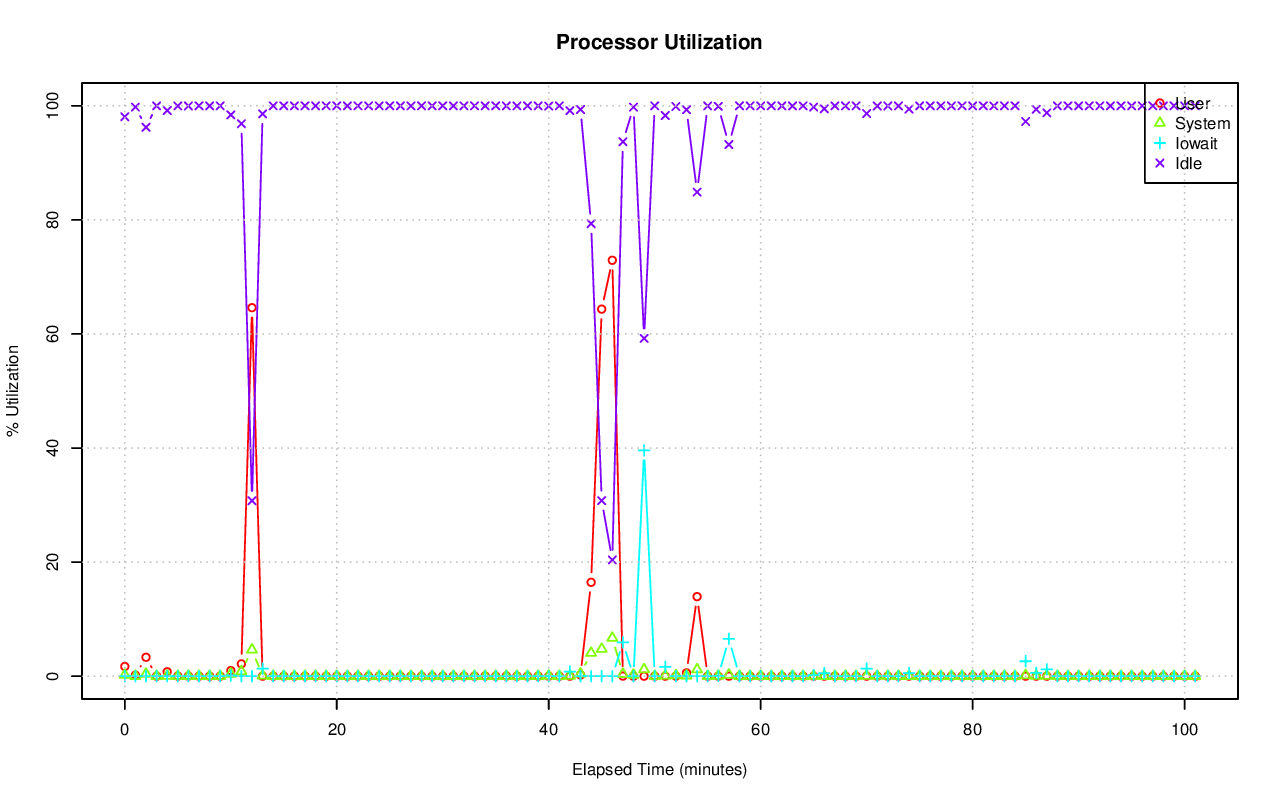 Processor Utilization
% Utilization
100
80
60
40
20
0
User
System
Iowait
Idle
0 20 40 60 80 100
Elapsed Time (minutes)